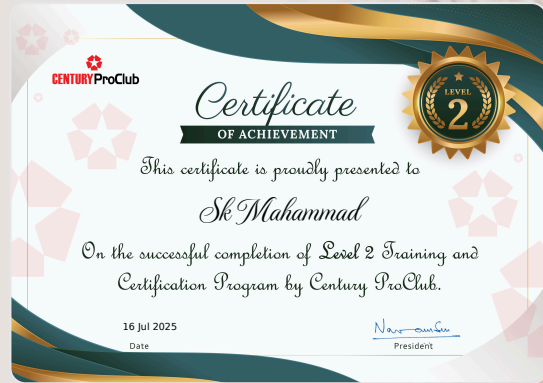 CENTURY ProClub
Certificate
OF ACHIEVEMENT
LEVEL
2
This certificate is proudly presented to
Sk Mahammad
On the successful completion of Level 2 Training and
Certification Program by Century ProClub.
16 Jul 2025
Date
President